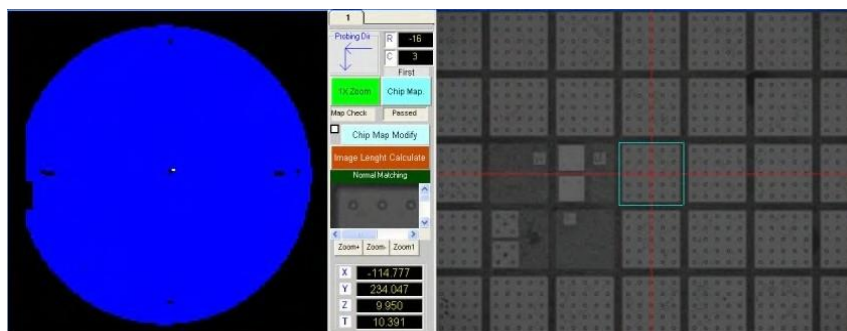 1
Probing Dir
R -16
C 3
First
1X Zoom Chip Map.
Map Check Passed
Chip Map Modify
Image Lenght Calculate
Normal Matching
Zoom+ Zoom- Zoom1
X -114.777
Y 234.047
Z 9.950
T 10.391